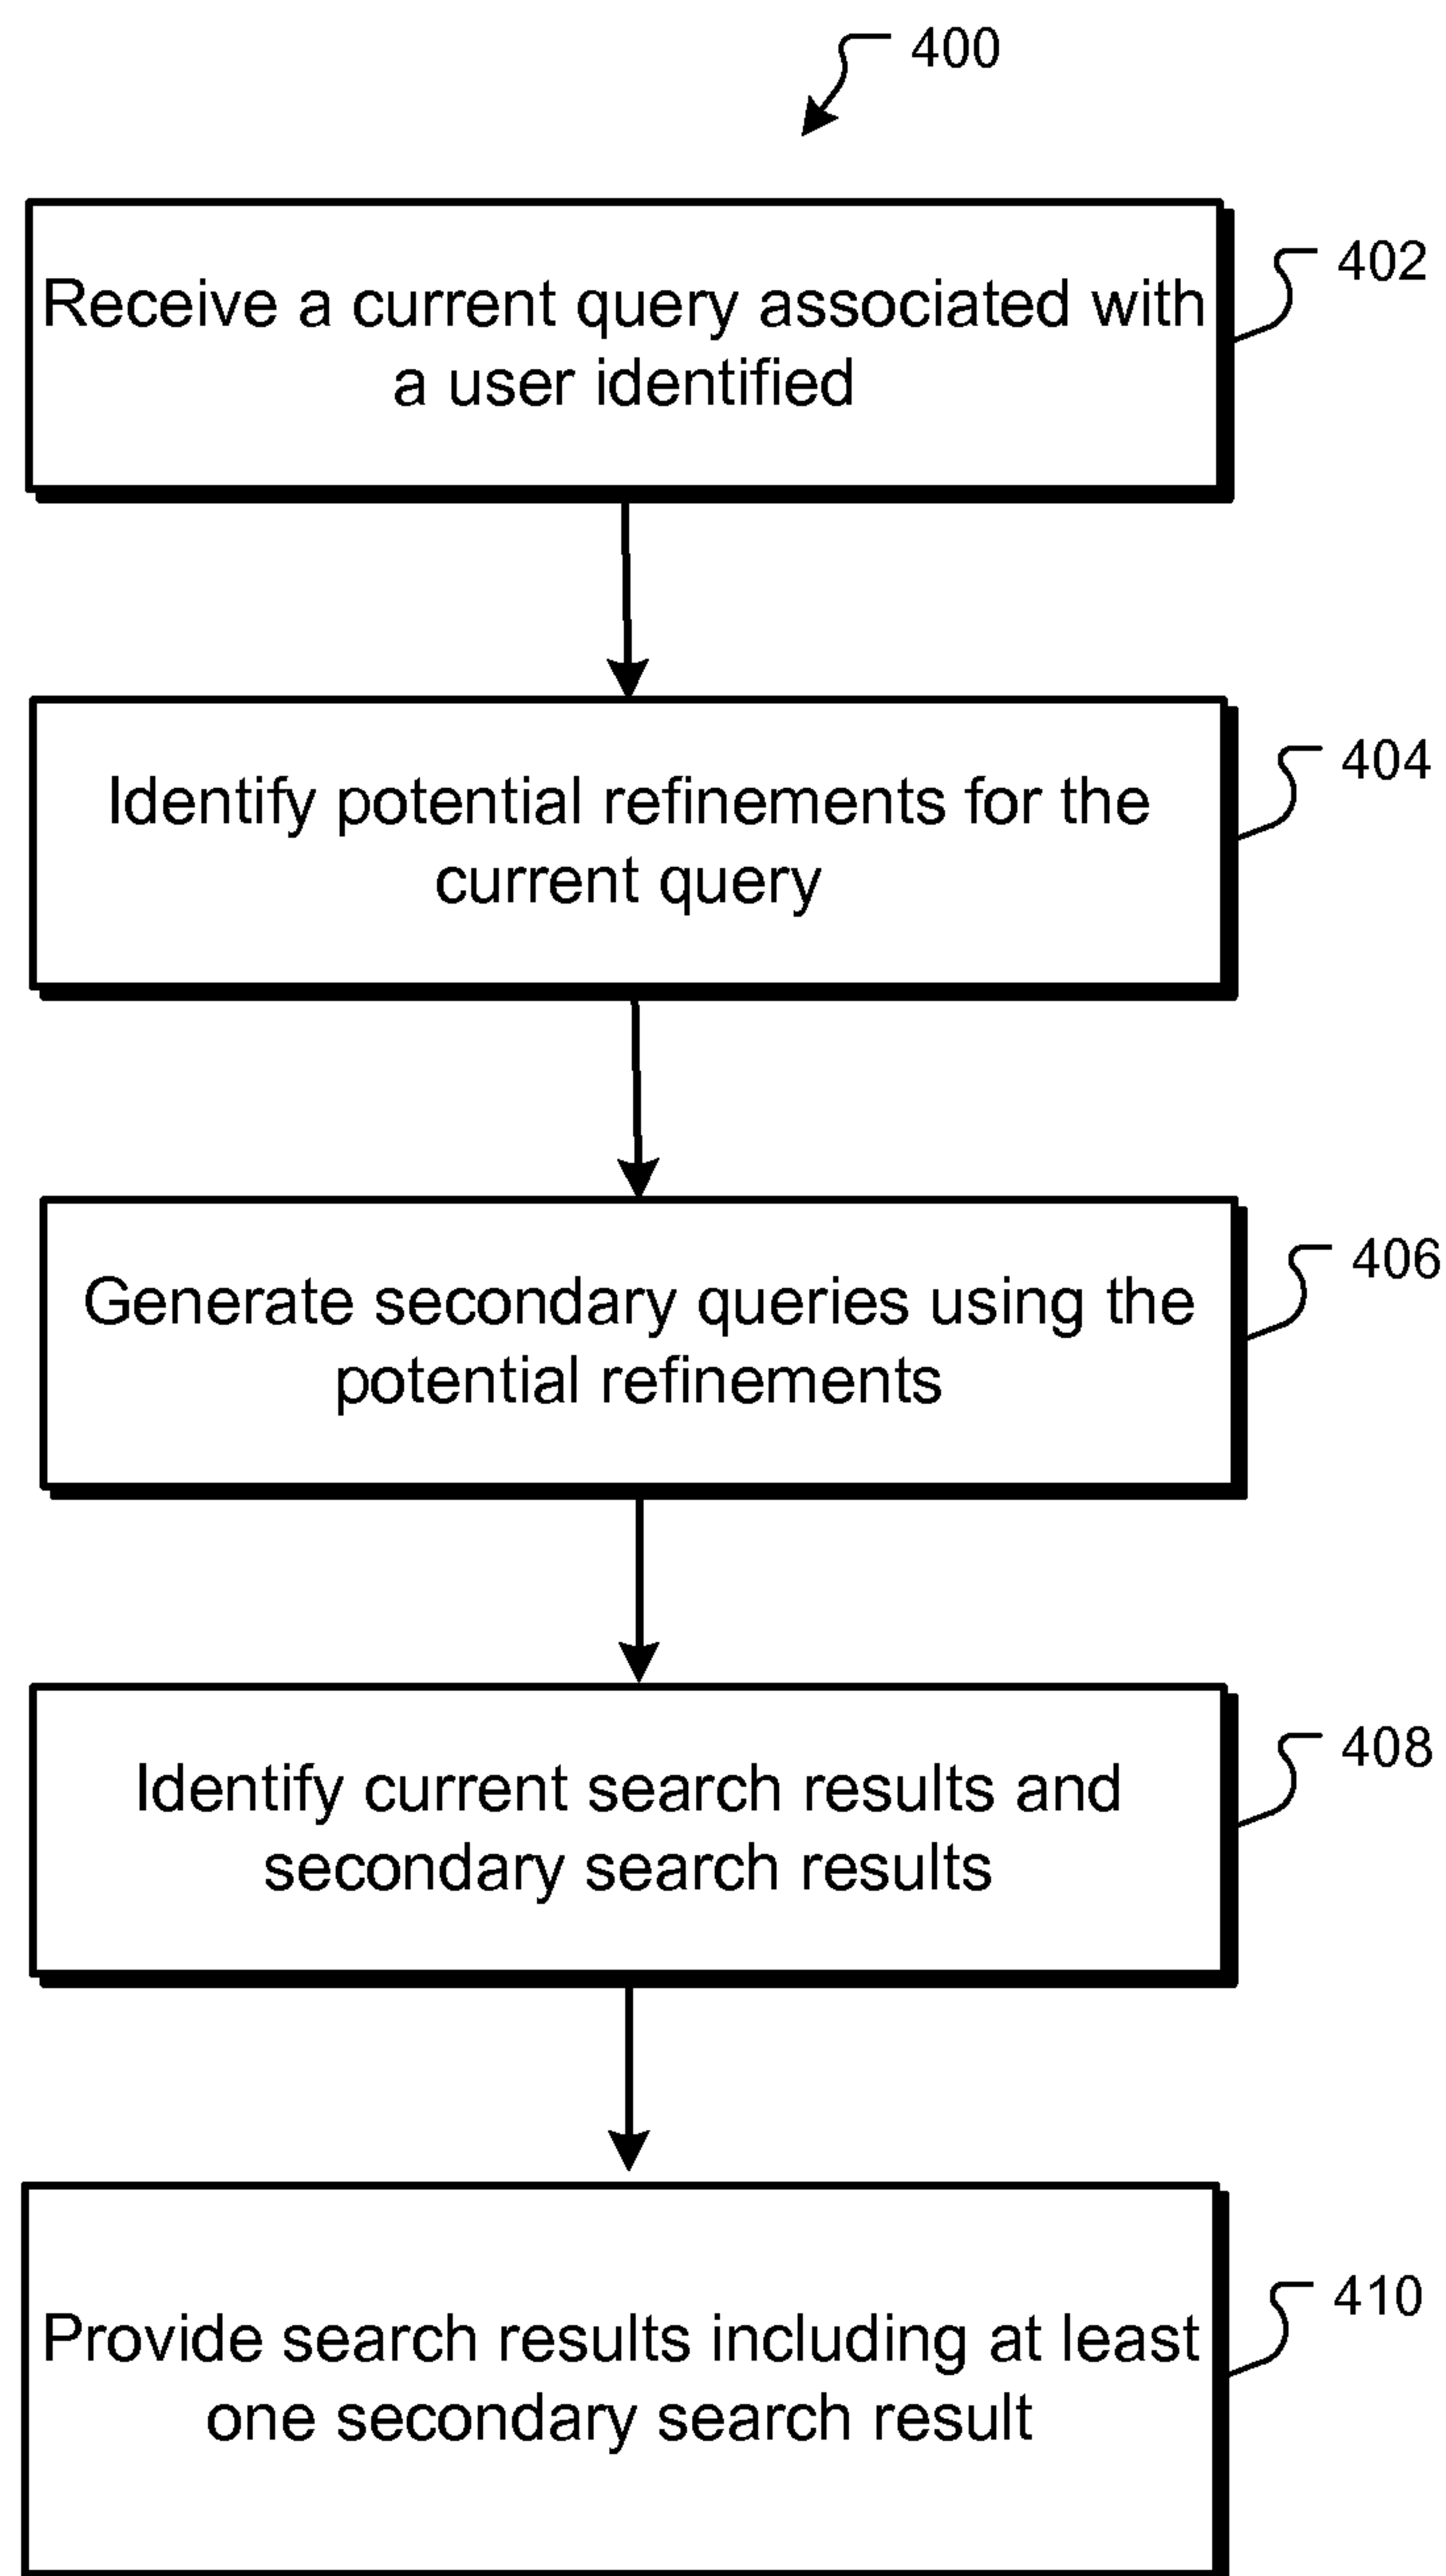 400
Receive a current query associated with
a user identified
402
Identify potential refinements for the
current query
404
Generate secondary queries using the
potential refinements
406
Identify current search results and
secondary search results
408
Provide search results including at least
one secondary search result
410